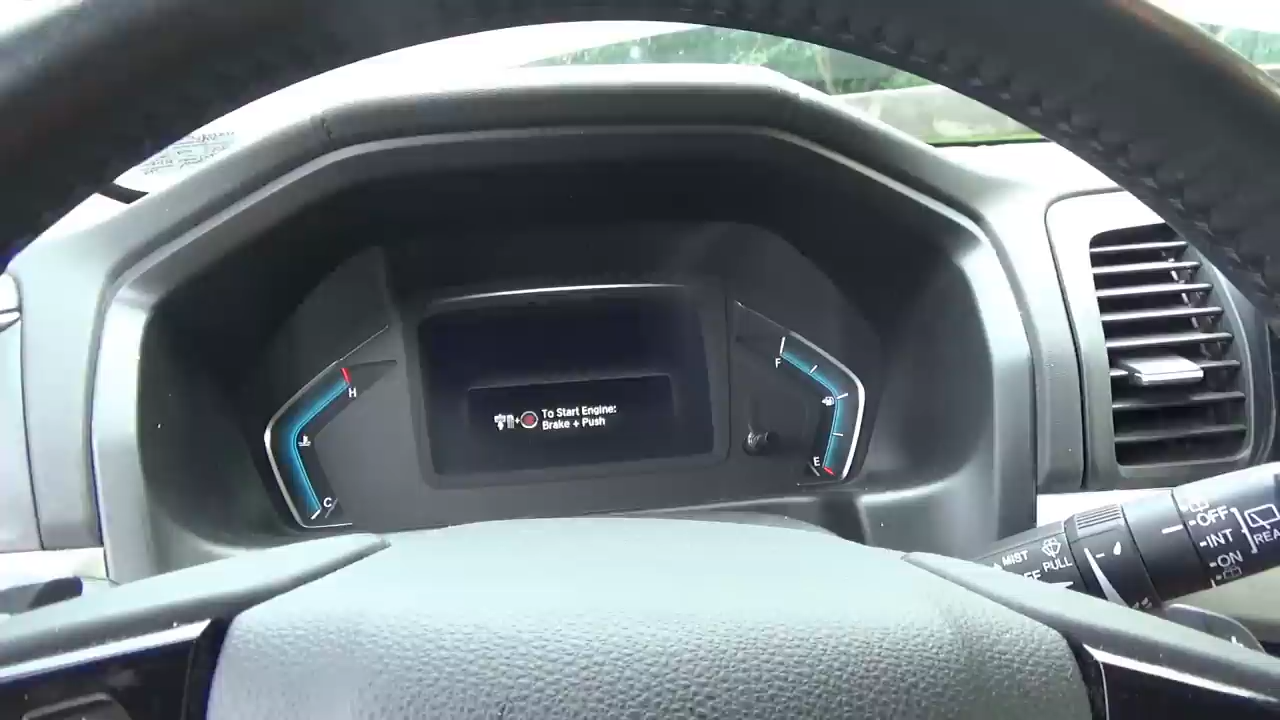 H
C
To Start Engine:
Brake + Push
F
E
MIST
PULL
OFF
INT
ON